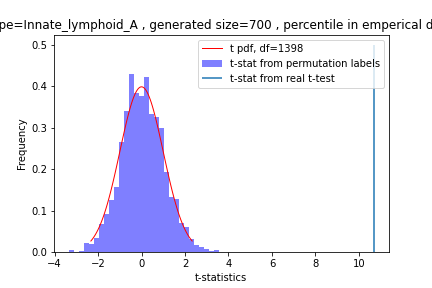 pe=Innate_lymphoid_A , generated size=700 , percentile in emperical d
0.5
t pdf, df=1398
t-stat from permutation labels
t-stat from real t-test
0.4
0.3
0.2
0.1
0.0
Frequency
−4 −2 0 2 4 6 8 10
t-statistics